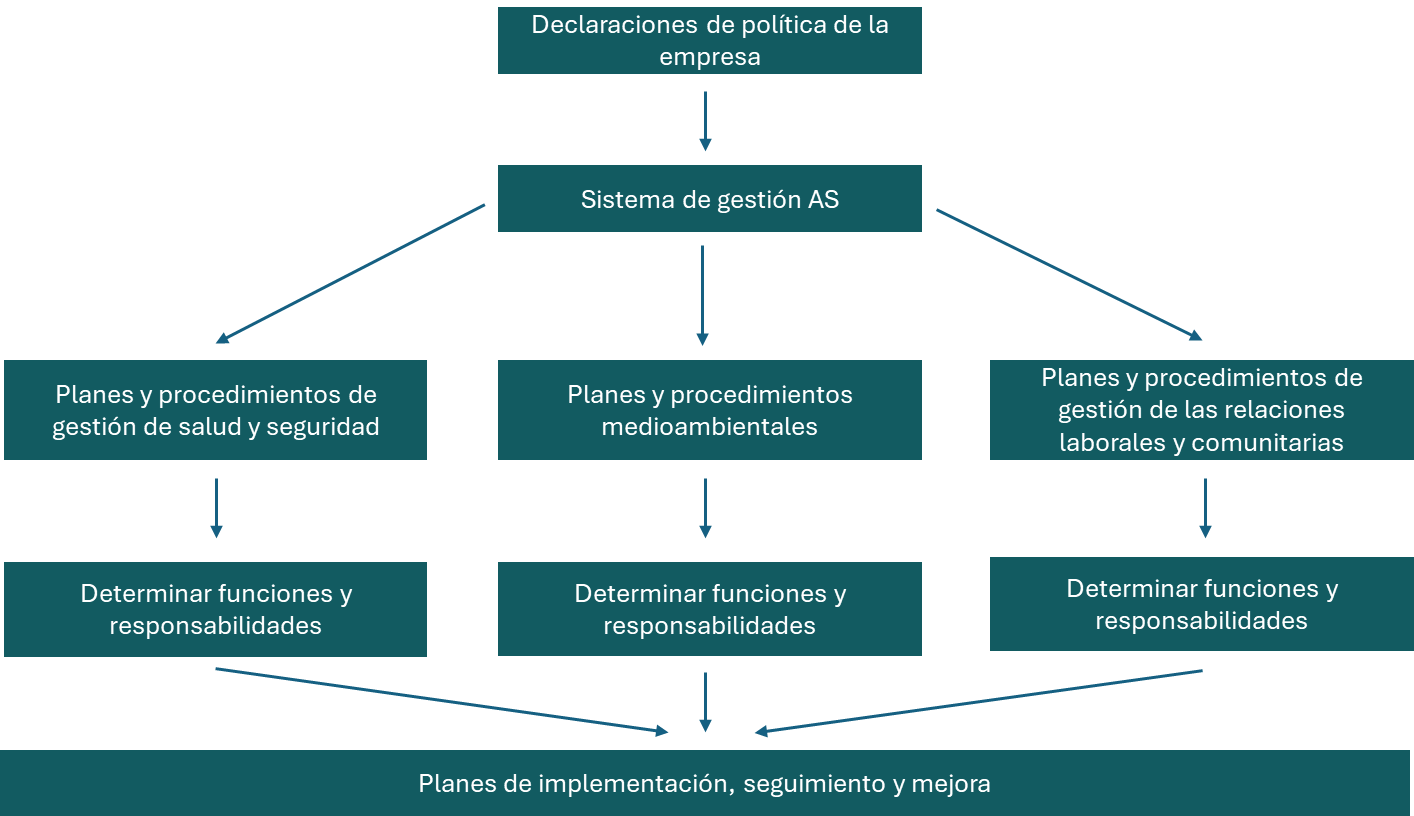 Declaraciones de política de la
empresa
Sistema de gestión AS
Planes y procedimientos de
gestión de salud y seguridad
Planes y procedimientos
medioambientales
Planes y procedimientos de
gestión de las relaciones
laborales y comunitarias
Determinar funciones y
responsabilidades
Determinar funciones y
responsabilidades
Determinar funciones y
responsabilidades
Planes de implementación, seguimiento y mejora